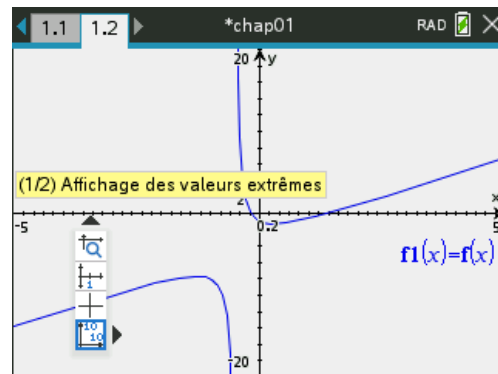 1.1 1.2 *chap01 RAD
20 y
(1/2) Affichage des valeurs extrêmes
2
x
-5 0.2 5
f1(x)=f(x)
1
10
10
-20